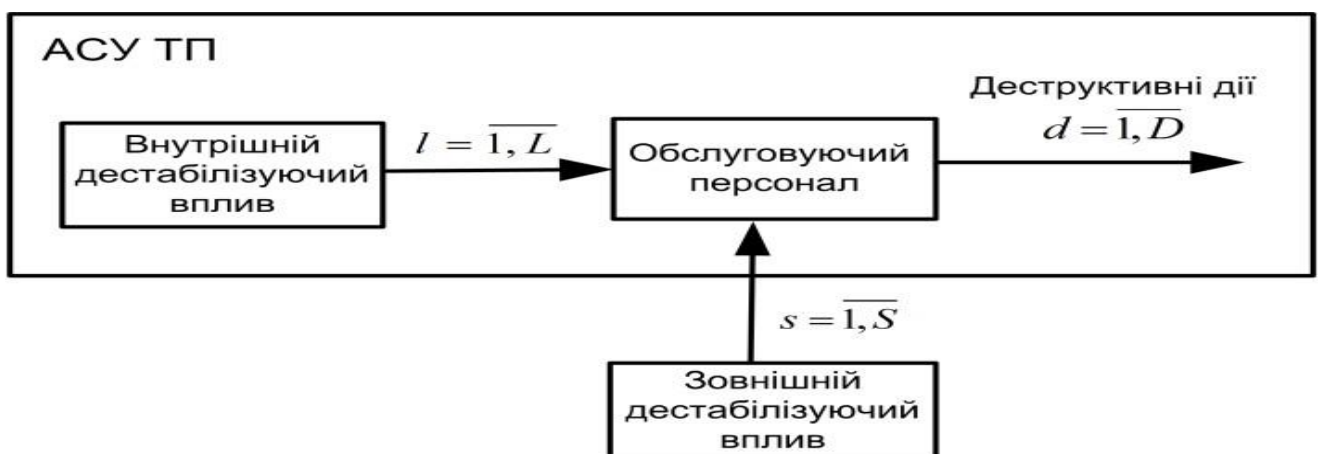 АСУ ТП
Деструктивні дії
d = 1, D
Внутрішній
дестабілізуючий
вплив
l = 1, L
Обслуговуючий
персонал
s = 1, S
Зовнішній
дестабілізуючий
вплив